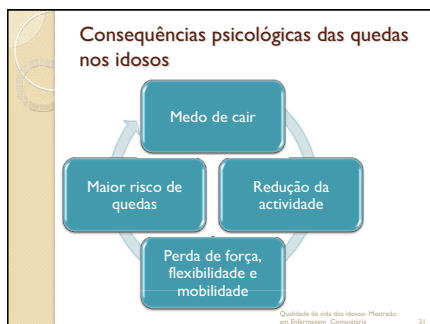 Consequências psicológicas das quedas
nos idosos
Medo de cair
Maior risco de
quedas
Redução da
actividade
Perda de força,
flexibilidade e
mobilidade
Qualidade de vida dos idosos- Mestrado
em Enfermagem Comunitária
31